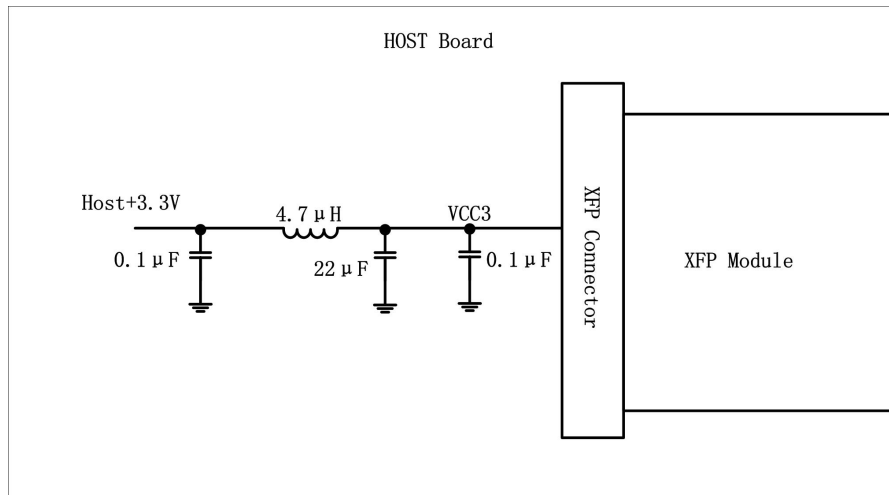 HOST Board
Host+3.3V
4.7μH
VCC3
0.1μF
22μF
0.1μF
XFP Connector
XFP Module